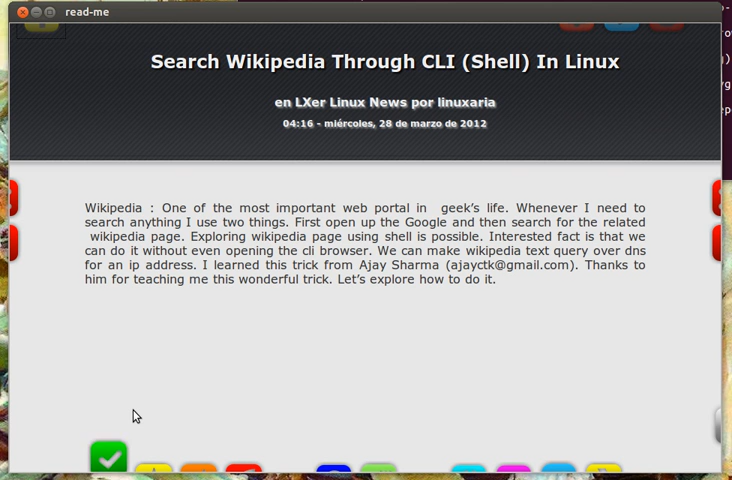 read-me
Search Wikipedia Through CLI (Shell) In Linux
en LXer Linux News por linuxaria
04:16 - miércoles, 28 de marzo de 2012
Wikipedia : One of the most important web portal in geek’s life. Whenever I need to
search anything I use two things. First open up the Google and then search for the related
wikipedia page. Exploring wikipedia page using shell is possible. Interested fact is that we
can do it without even opening the cli browser. We can make wikipedia text query over dns
for an ip address. I learned this trick from Ajay Sharma (ajayctk@gmail.com). Thanks to
him for teaching me this wonderful trick. Let’s explore how to do it.